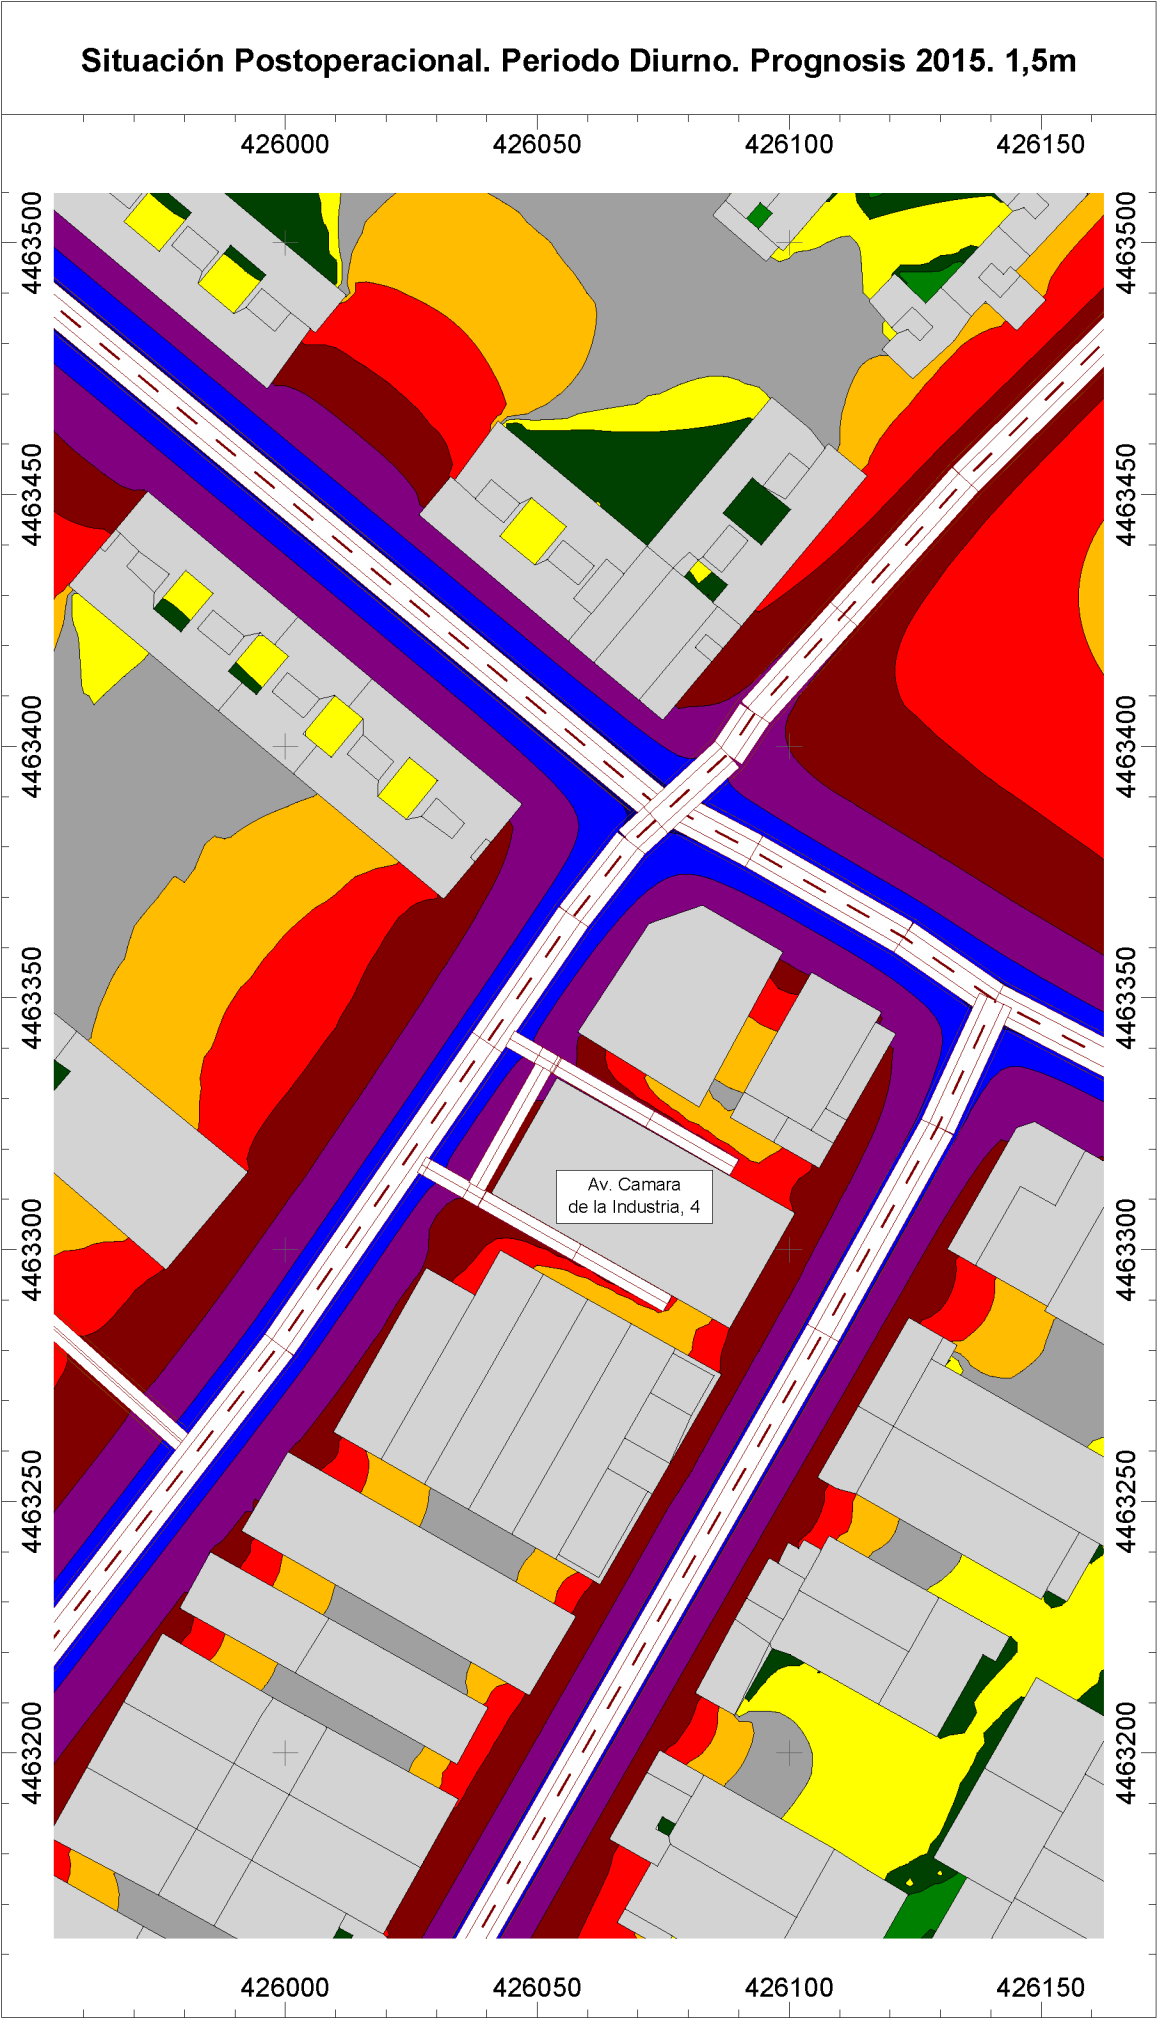 Situación Postoperacional. Periodo Diurno. Prognosis 2015. 1,5m
426000 426050 426100 426150
4463500 4463500
4463450 4463450
4463400 4463400
4463350 4463350
Av. Camara
de la Industria, 4
4463300 4463300
4463250 4463250
4463200 4463200
426000 426050 426100 426150